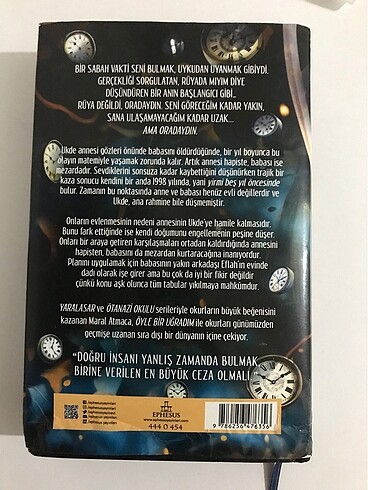 BİR SABAH VAKTİ SENİ BULMAK, UYKUDAN UYANMAK GİBİYDİ.
GERÇEKLİĞİ SORGULATAN, RÜYADA MIYIM DİYE
DÜŞÜNDÜREN BİR ANIN BAŞLANGICI GİBİ..
RÜYA DEĞİLDİ, ORADAYDIN. SENİ GÖRECEĞİM KADAR YAKIN,
SANA ULAŞAMAYACAĞIM KADAR UZAK...
AMA ORADAYDIN.
Ukde annesi gözleri önünde babasını öldürdüğünde, bir yıl boyunca bu
olayın matemiyle yaşamak zorunda kalır. Artık annesi hapiste, babası ise
mezardadır. Sevdiklerini sonsuza kadar kaybettiğini düşünürken trajik bir
kaza sonucu kendini bir anda 1998 yılında, yani yirmi beş yıl öncesinde
bulur. Zamanın bu noktasında anne ve babası henüz evli değillerdir ve
Ukde, ana rahmine bile düşmemiştir.
Onların evlenmesinin nedeni annesinin Ukde'ye hamile kalmasıdır.
Bunu fark ettiğinde ise kendi doğumunu engellemenin peşine düşer.
Onları bir araya getiren karşılaşmaları ortadan kaldırdığında annesini
hapisten, babasını da mezardan kurtaracağına inanıyordur.
Planını uygulamak için babasının yakın arkadaşı Eflah'ın evinde
dadı olarak işe girer ama bu çok da iyi bir fikir değildir
çünkü konu aşk olunca tüm tabular yıkılmaya mahkûmdur.
YARALASAR ve ÖTANAZİ OKULU serileriyle okurların büyük beğenisini
kazanan Maral Atmaca, ÖYLE BİR UĞRADIM ile okurları günümüzden
geçmişe uzanan sıra dışı bir dünyanın içine çekiyor.
"DOĞRU İNSANI YANLIŞ ZAMANDA BULMAK,
BİRİNE VERİLEN EN BÜYÜK CEZA OLMALI."
EPHESUS
www.ephesusyayinlari.com
444 0 454
9 786256 476356